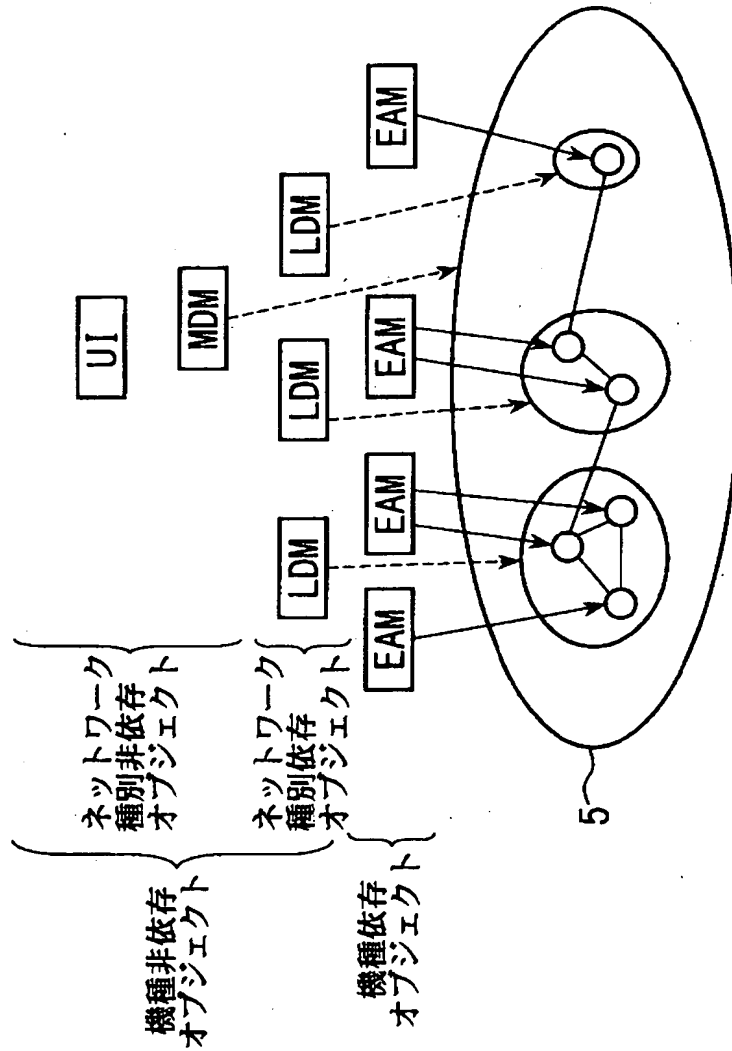 機種非依存
オブジェクト
ネットワーク
種別非依存
オブジェクト
UI
MDM
ネットワーク
種別依存
オブジェクト
LDM
LDM
LDM
機種依存
オブジェクト
EAM
EAM
EAM
EAM
5